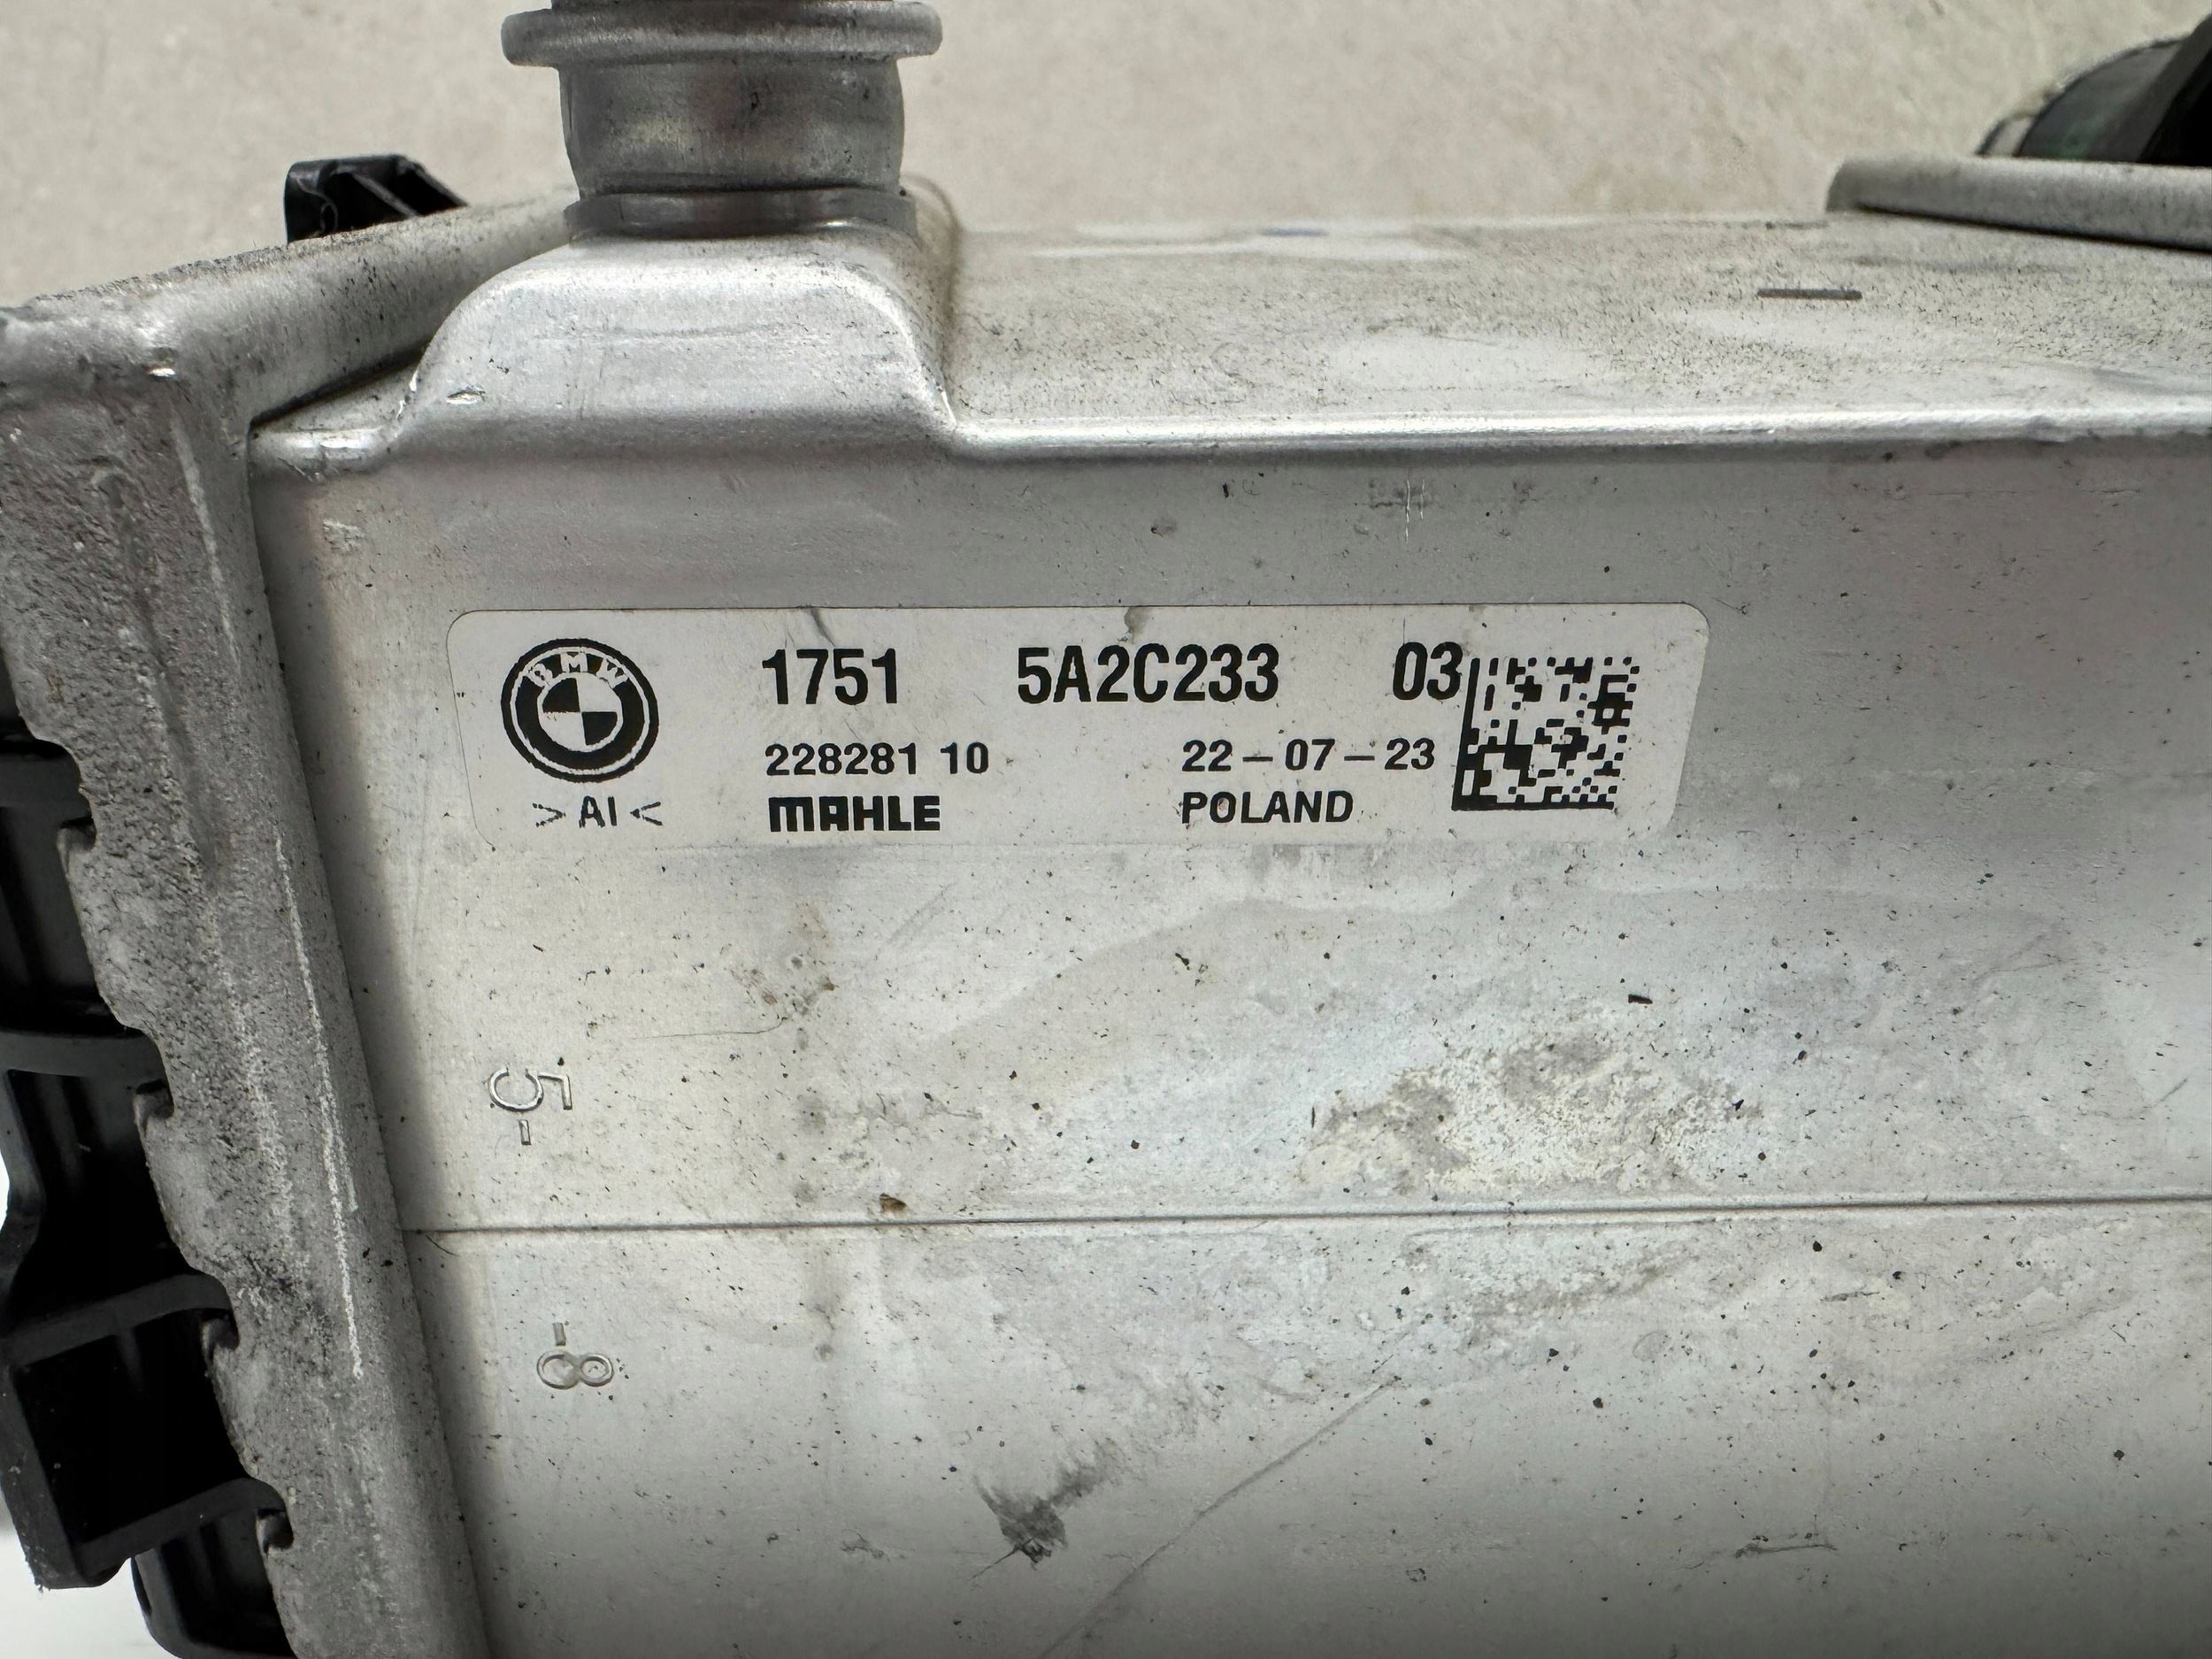 BMW
1751 5A2C233 03
228281 10 22-07-23
>AI< MAHLE POLAND
5-
-8